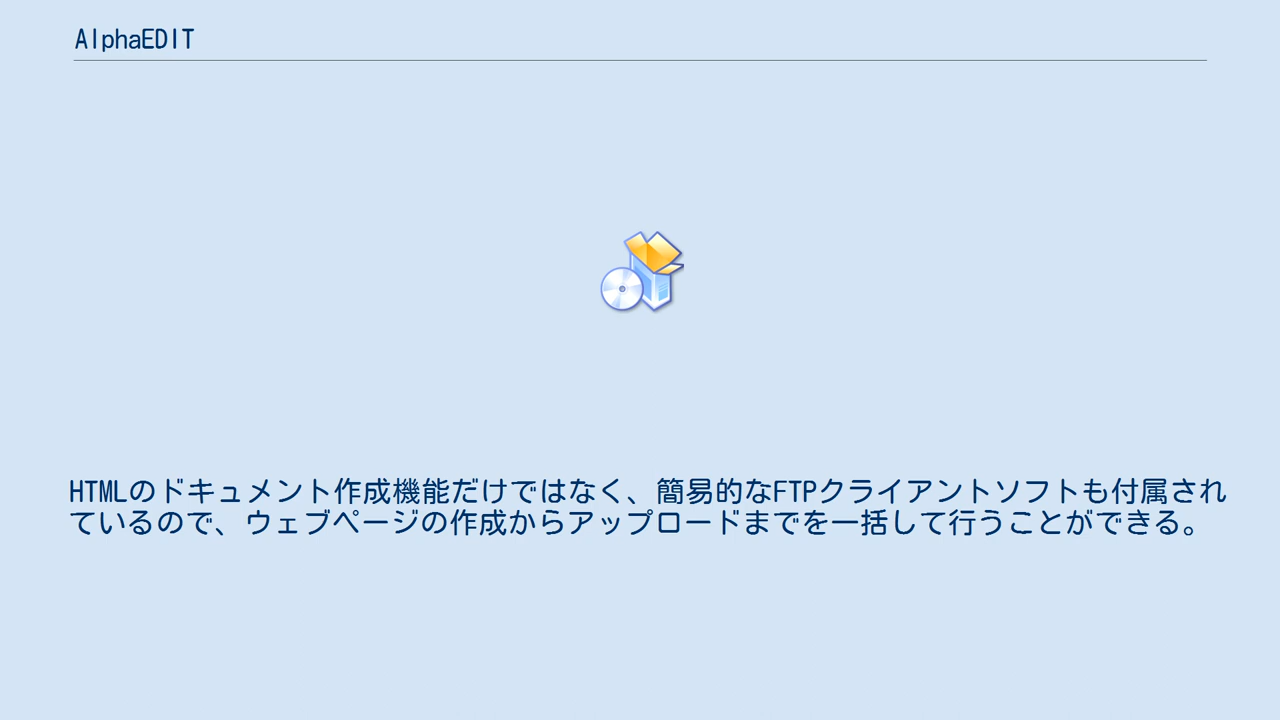 AlphaEDIT
HTMLのドキュメント作成機能だけではなく、簡易的なFTPクライアントソフトも付属され
ているので、ウェブページの作成からアップロードまでを一括して行うことができる。